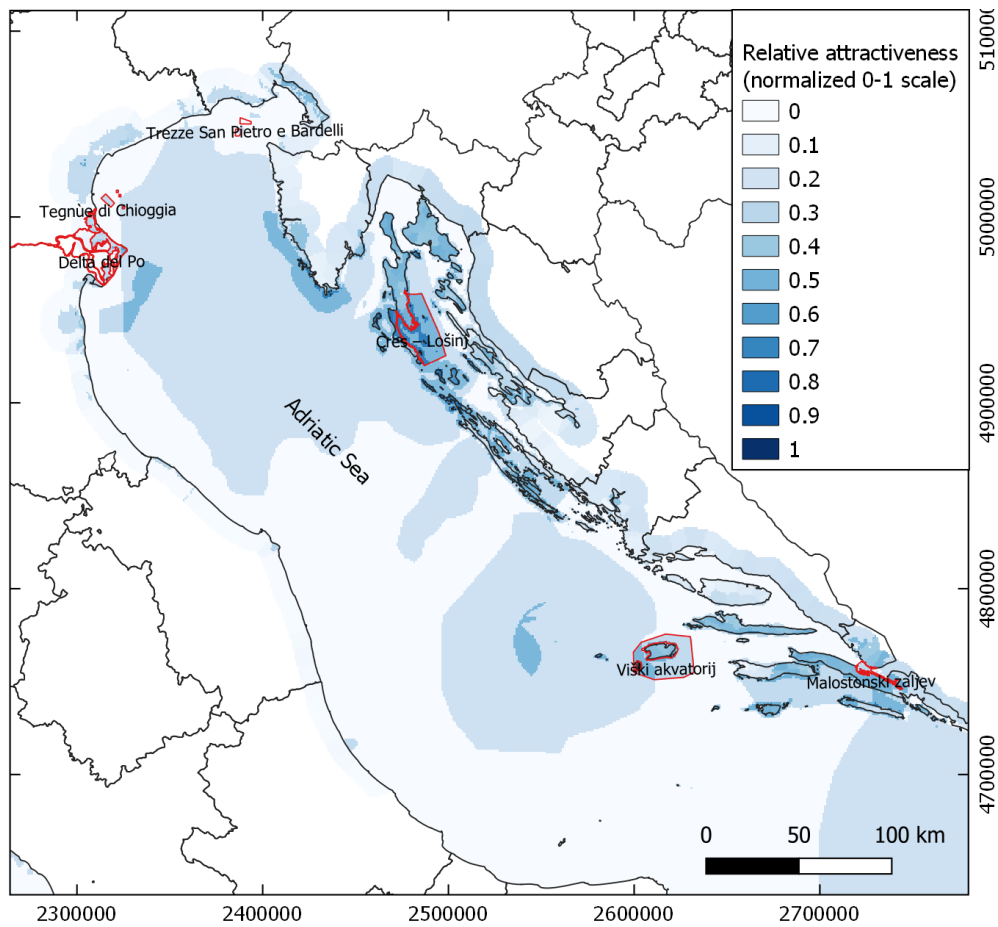 Relative attractiveness
(normalized 0-1 scale)
0
0.1
0.2
0.3
0.4
0.5
0.6
0.7
0.8
0.9
1
Trezze San Pietro e Bardelli
Tegnùe di Chioggia
Delta del Po
Cres – Lošinj
Adriatic Sea
Viški akvatorij
Malostonski zaljev
0 50 100 km
2300000 2400000 2500000 2600000 2700000
5100000
5000000
4900000
4800000
4700000